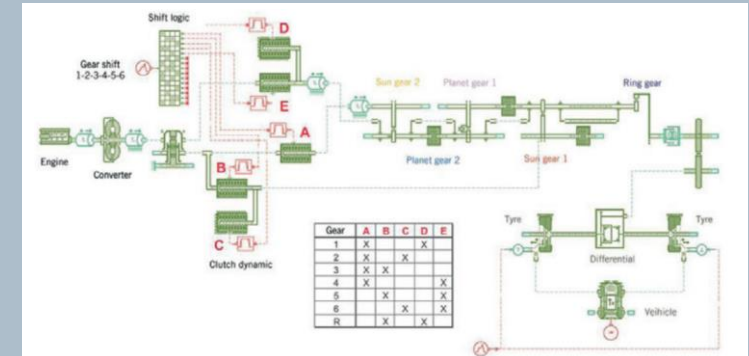 Shift logic
D
Gear shift
1-2-3-4-5-6
E
A
Sun gear 2
Planet gear 1
Ring gear
Engine
Converter
B
Planet gear 2
Sun gear 1
C
Clutch dynamic
Gear A B C D E
1 X X
2 X X
3 X X
4 X X
5 X X
6 X X
R X X
Tyre
Tyre
Differential
Veihicle